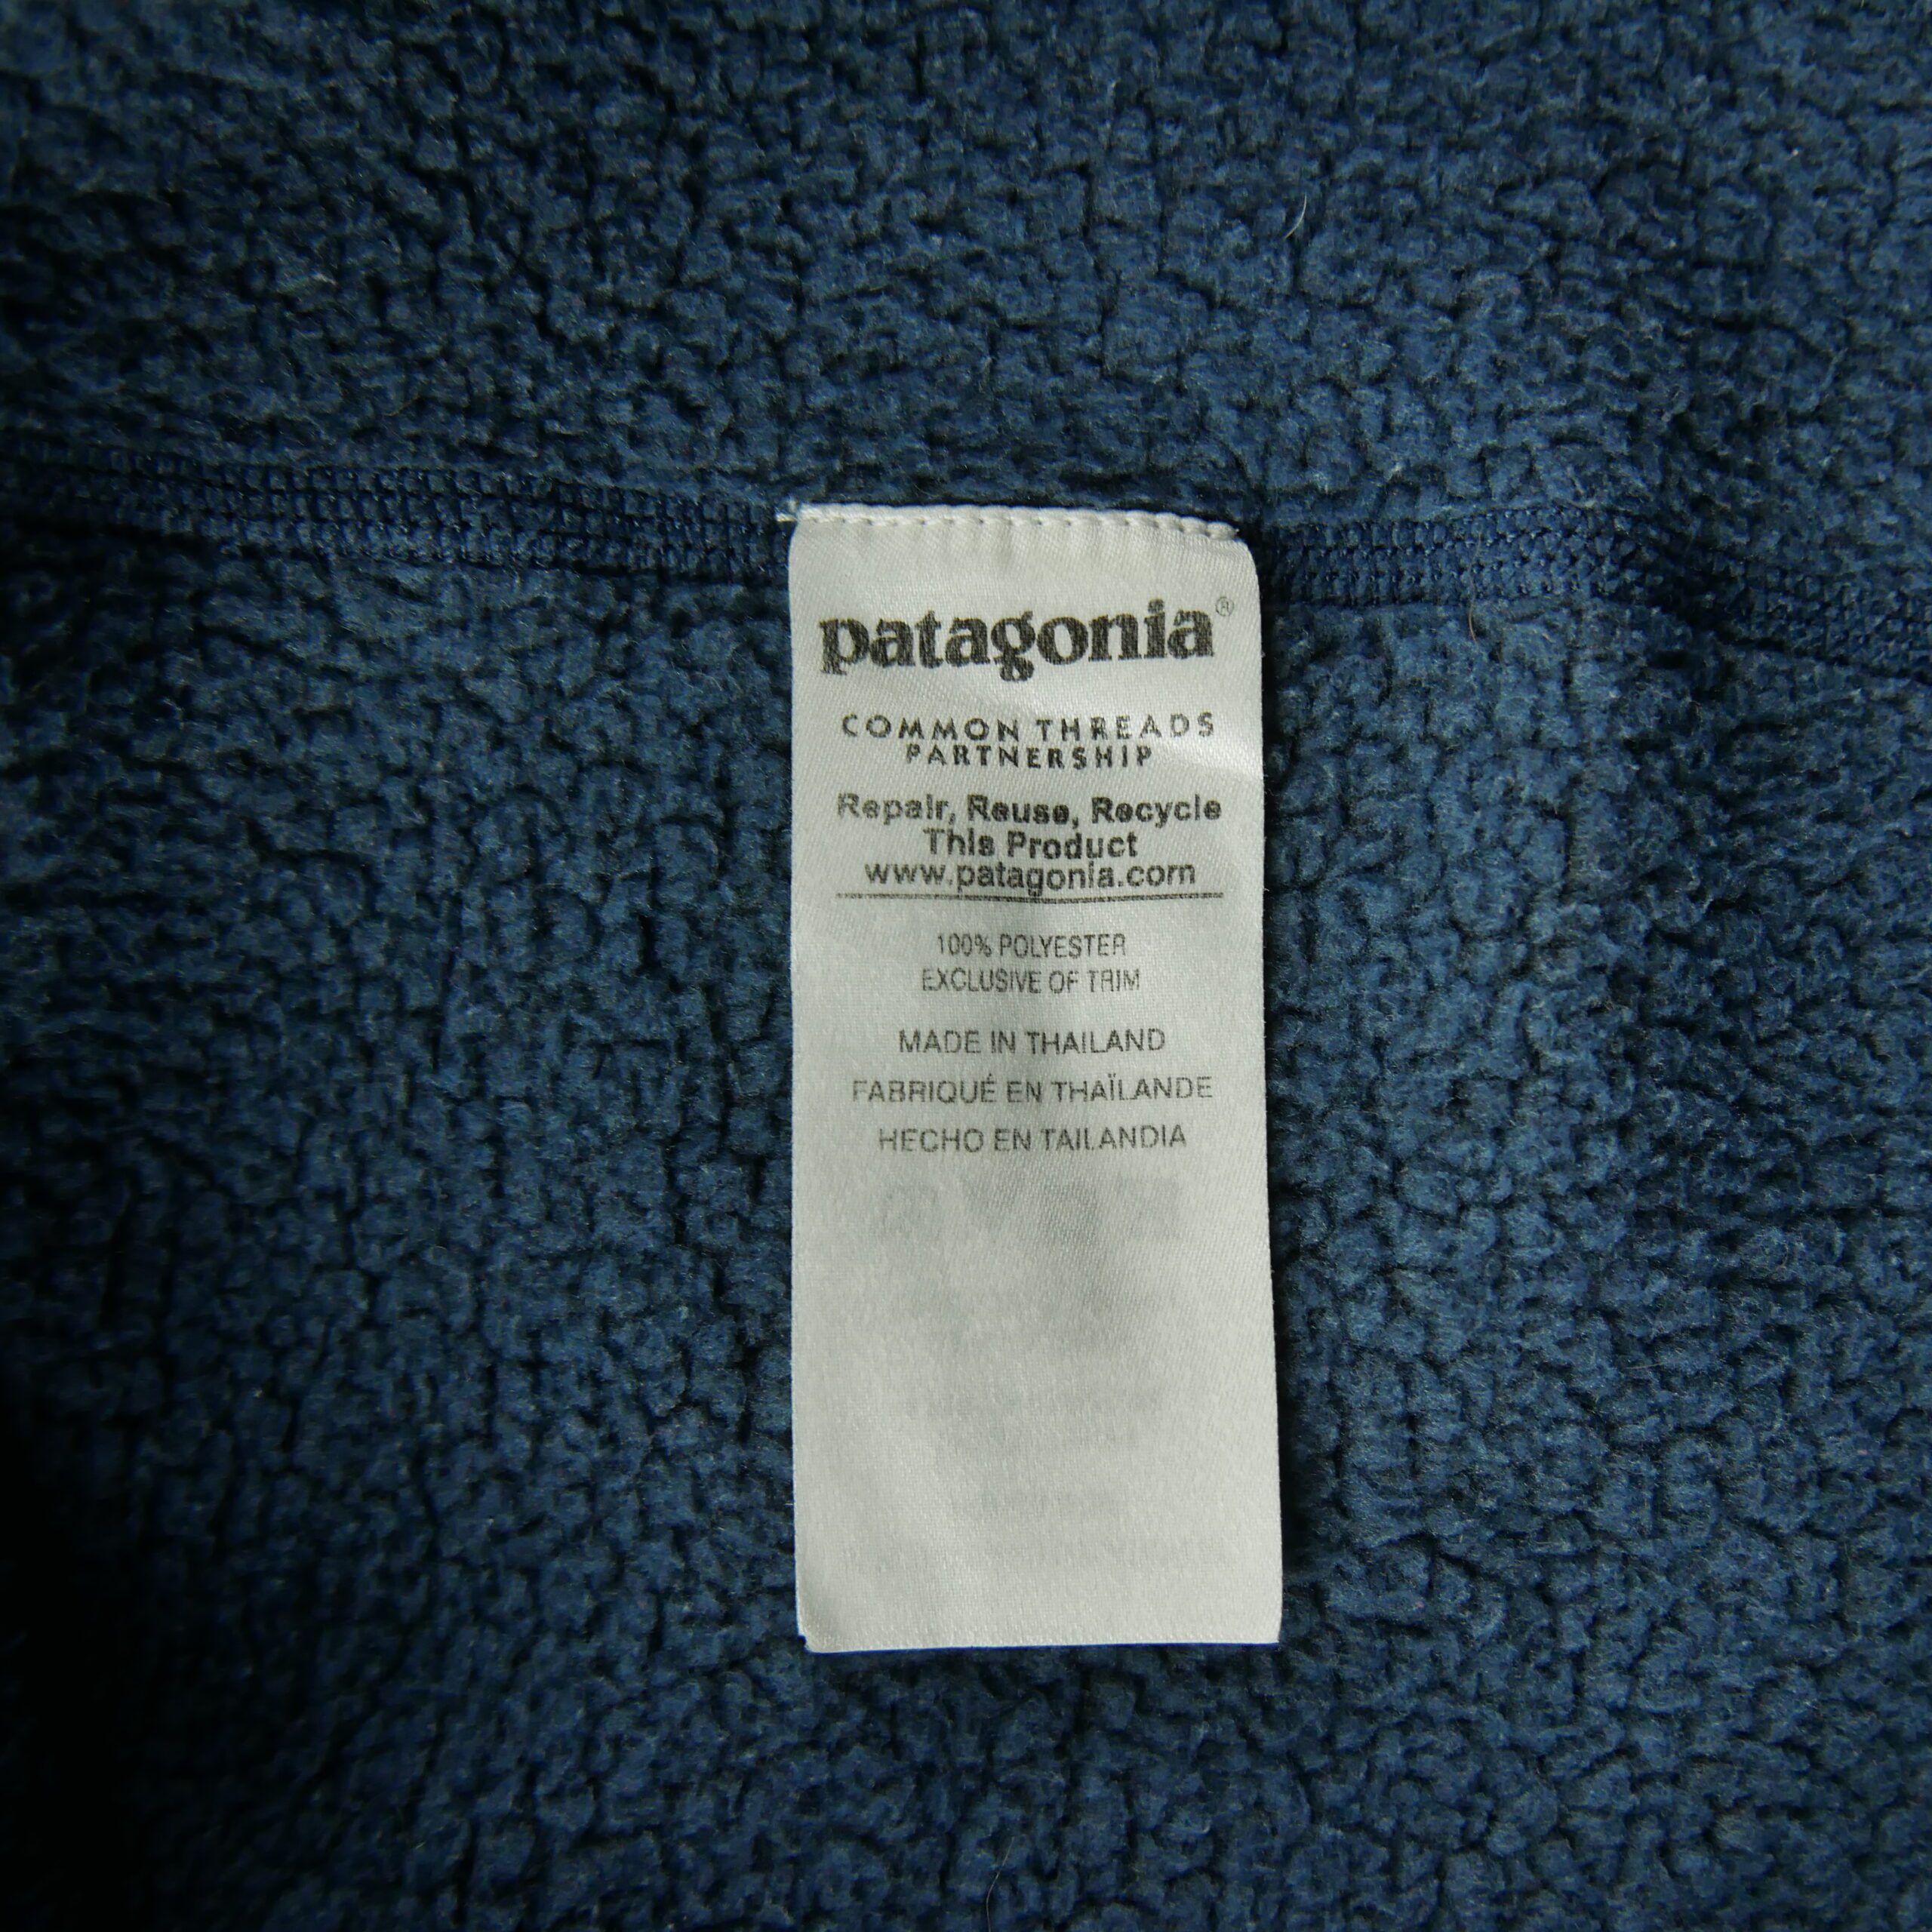 patagonia®
COMMON THREADS
PARTNERSHIP
Repair, Reuse, Recycle
This Product
www.patagonia.com
100% POLYESTER
EXCLUSIVE OF TRIM
MADE IN THAILAND
FABRIQUÉ EN THAÏLANDE
HECHO EN TAILANDIA